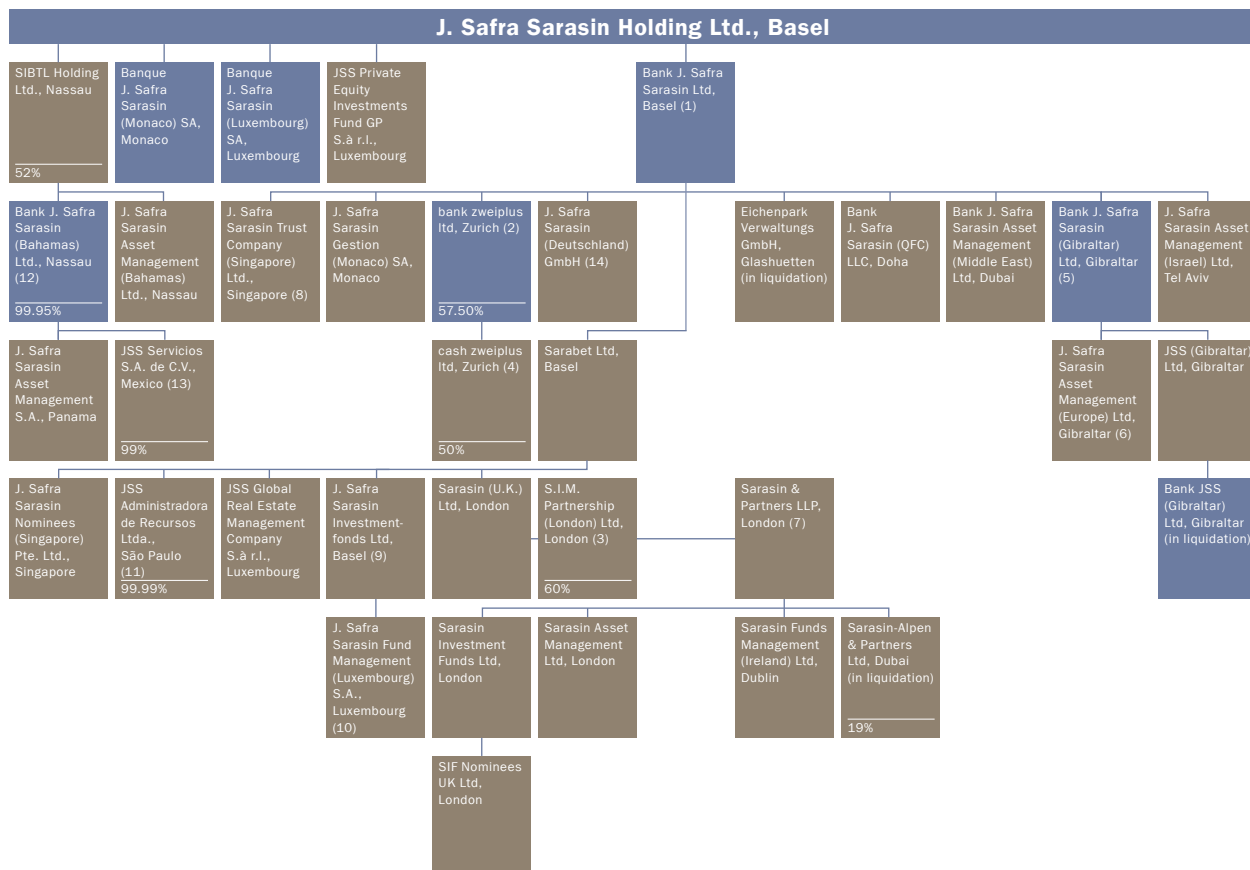 J. Safra Sarasin Holding Ltd., Basel
SIBTL Holding
Ltd., Nassau
52%
Banque
J. Safra
Sarasin
(Monaco) SA,
Monaco
Banque
J. Safra
Sarasin
(Luxembourg)
SA,
Luxembourg
JSS Private
Equity
Investments
Fund GP
S.à r.l.,
Luxembourg
Bank J. Safra
Sarasin Ltd,
Basel (1)
Bank J. Safra
Sarasin
(Bahamas)
Ltd., Nassau
(12)
99.95%
J. Safra
Sarasin
Asset
Management
(Bahamas)
Ltd., Nassau
J. Safra
Sarasin Trust
Company
(Singapore)
Ltd.,
Singapore (8)
J. Safra
Sarasin
Gestion
(Monaco) SA,
Monaco
bank zweiplus
ltd, Zurich (2)
57.50%
J. Safra
Sarasin
(Deutschland)
GmbH (14)
Eichenpark
Verwaltungs
GmbH,
Glashuetten
(in liquidation)
Bank
J. Safra
Sarasin (QFC)
LLC, Doha
Bank J. Safra
Sarasin Asset
Management
(Middle East)
Ltd, Dubai
Bank J. Safra
Sarasin
(Gibraltar)
Ltd, Gibraltar
(5)
J. Safra
Sarasin Asset
Management
(Israel) Ltd,
Tel Aviv
J. Safra
Sarasin
Asset
Management
S.A., Panama
JSS Servicios
S.A. de C.V.,
Mexico (13)
99%
cash zweiplus
ltd, Zurich (4)
50%
Sarabet Ltd,
Basel
J. Safra
Sarasin
Asset
Management
(Europe) Ltd,
Gibraltar (6)
JSS (Gibraltar)
Ltd, Gibraltar
J. Safra
Sarasin
Nominees
(Singapore)
Pte. Ltd.,
Singapore
JSS
Administradora
de Recursos
Ltda.,
São Paulo
(11)
99.99%
JSS Global
Real Estate
Management
Company
S.à r.l.,
Luxembourg
J. Safra
Sarasin
Investment-
fonds Ltd,
Basel (9)
Sarasin (U.K.)
Ltd, London
S.I.M.
Partnership
(London) Ltd,
London (3)
60%
Sarasin &
Partners LLP,
London (7)
Bank JSS
(Gibraltar)
Ltd, Gibraltar
(in liquidation)
J. Safra
Sarasin Fund
Management
(Luxembourg)
S.A.,
Luxembourg
(10)
Sarasin
Investment
Funds Ltd,
London
Sarasin Asset
Management
Ltd, London
Sarasin Funds
Management
(Ireland) Ltd,
Dublin
Sarasin-Alpen
& Partners
Ltd, Dubai
(in liquidation)
19%
SIF Nominees
UK Ltd,
London